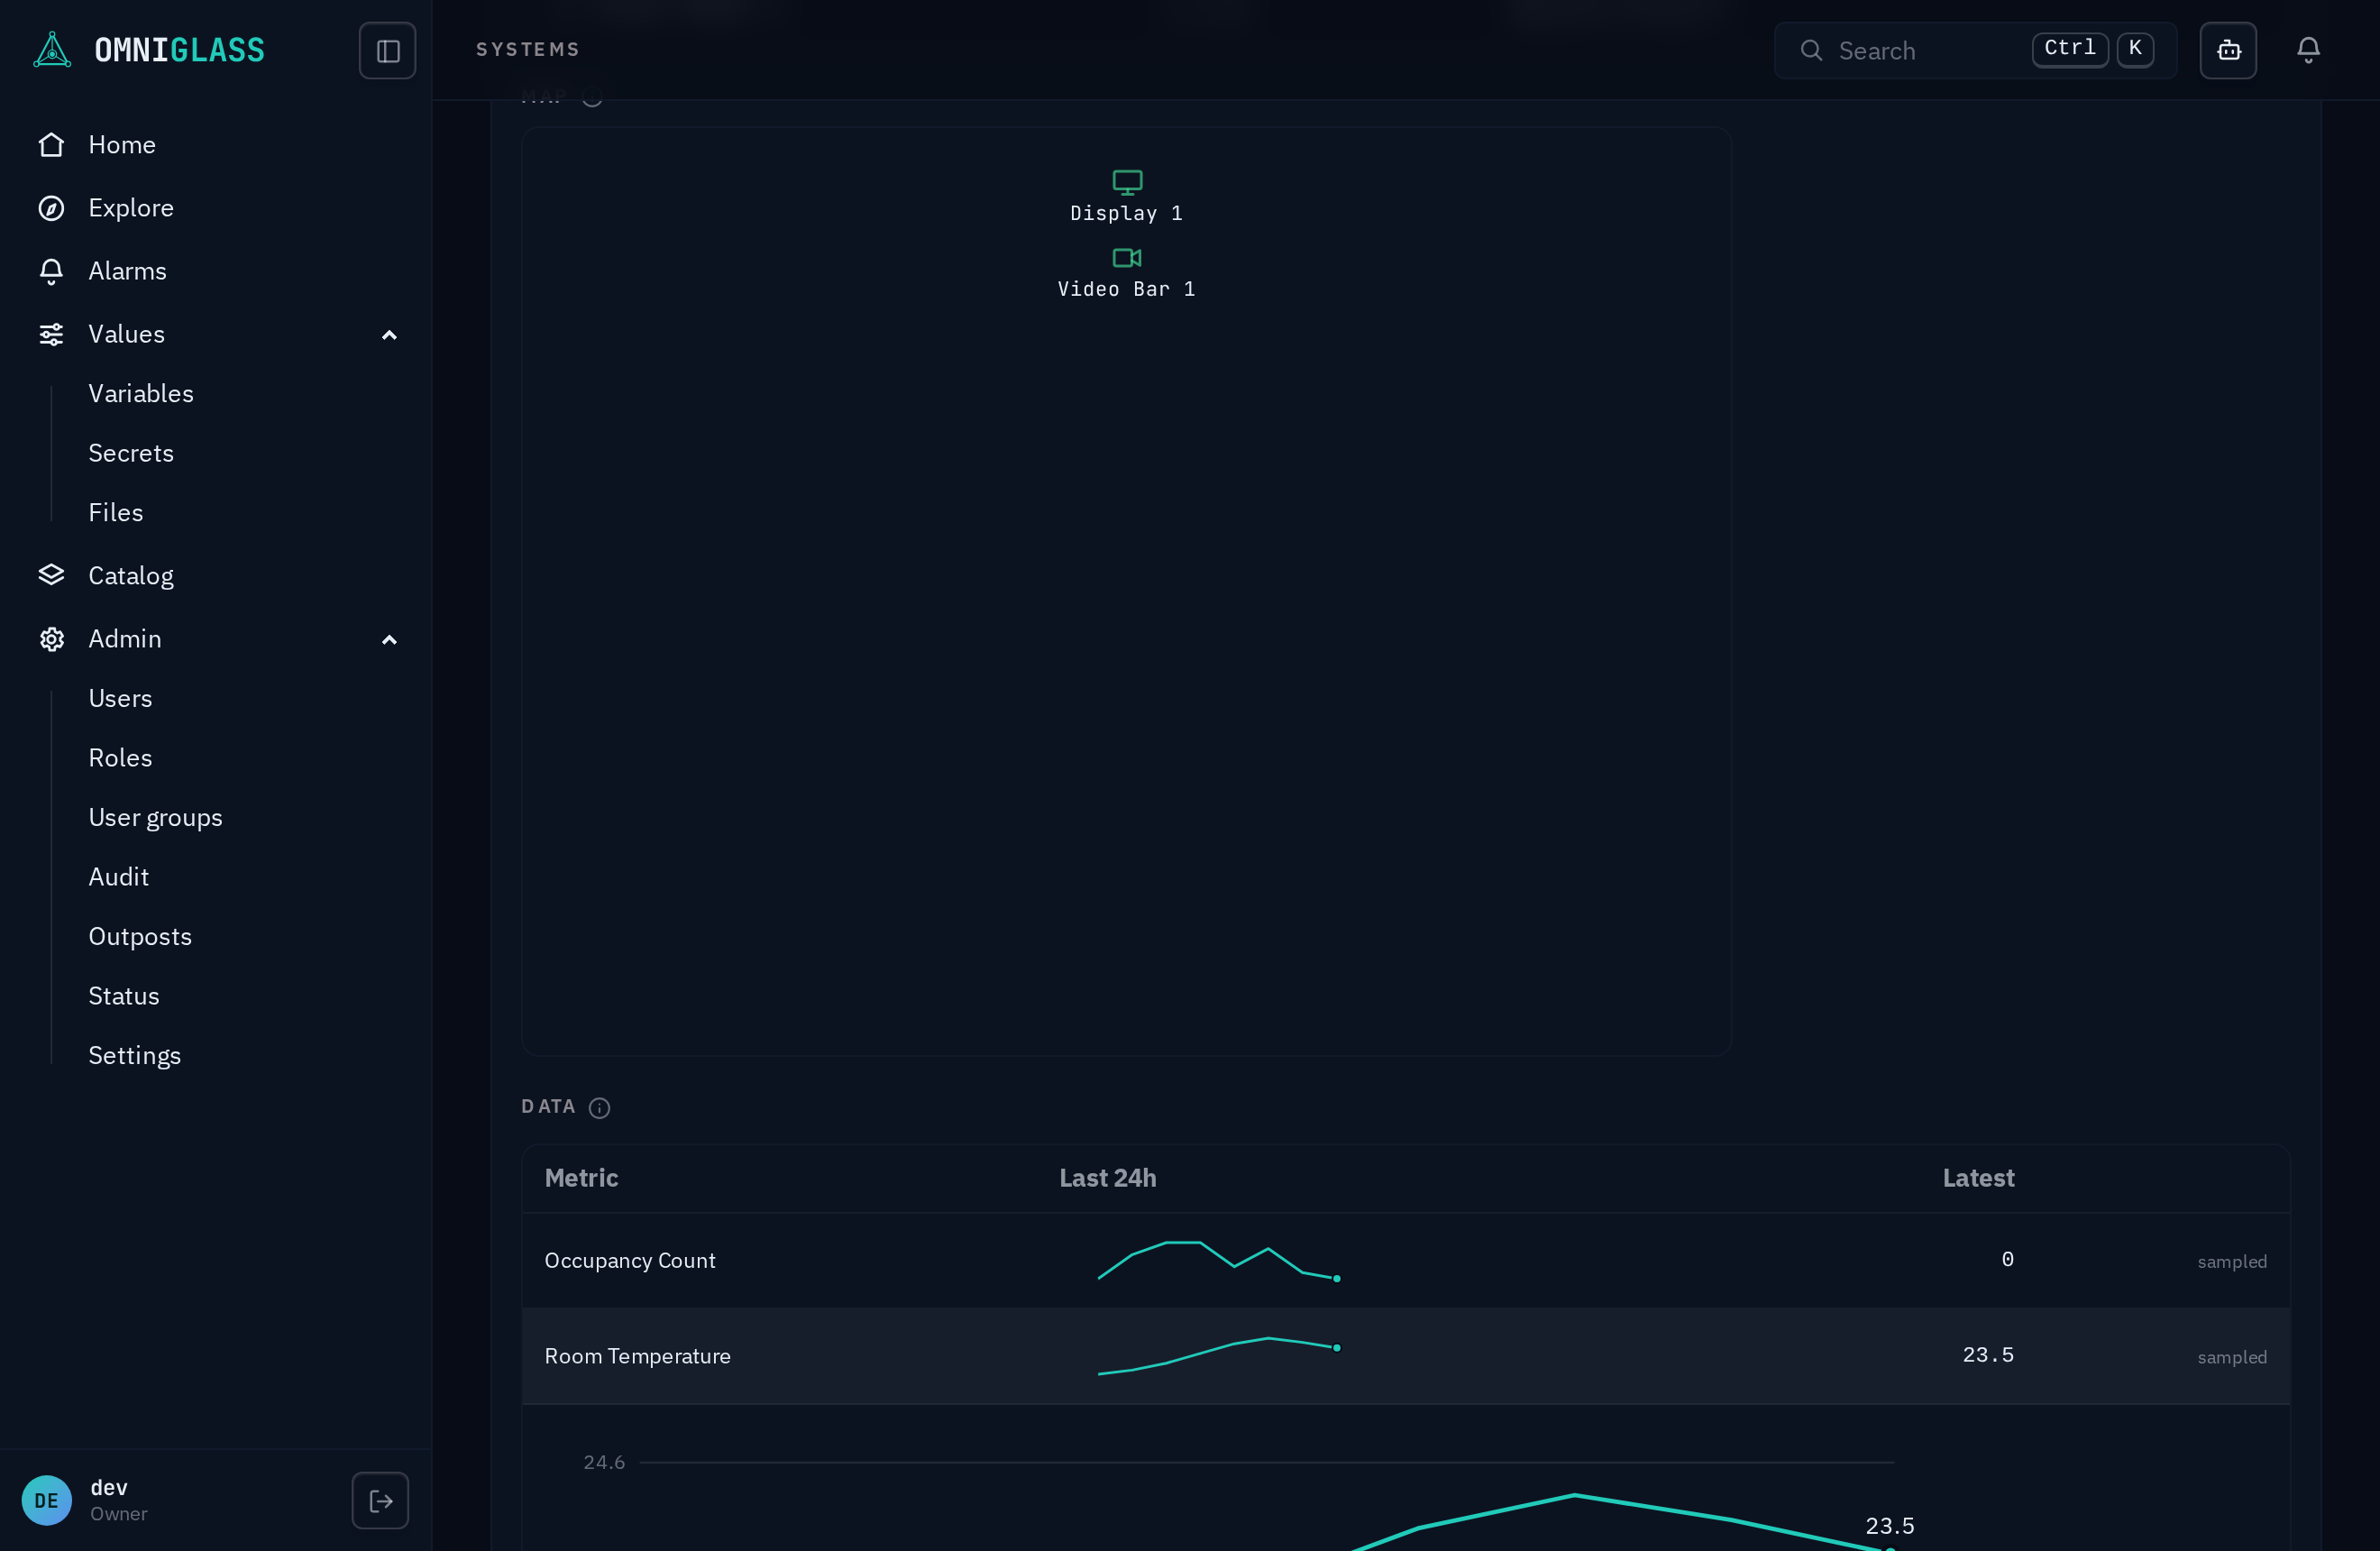 OMNIGLASS
SYSTEMS
Search
Ctrl
K
Home
Explore
Alarms
Values
Variables
Secrets
Files
Catalog
Admin
Users
Roles
User groups
Audit
Outposts
Status
Settings
DE
dev
Owner
MAP
Display 1
Video Bar 1
DATA
Metric
Last 24h
Latest
Occupancy Count
0
sampled
Room Temperature
23.5
sampled
24.6
23.5